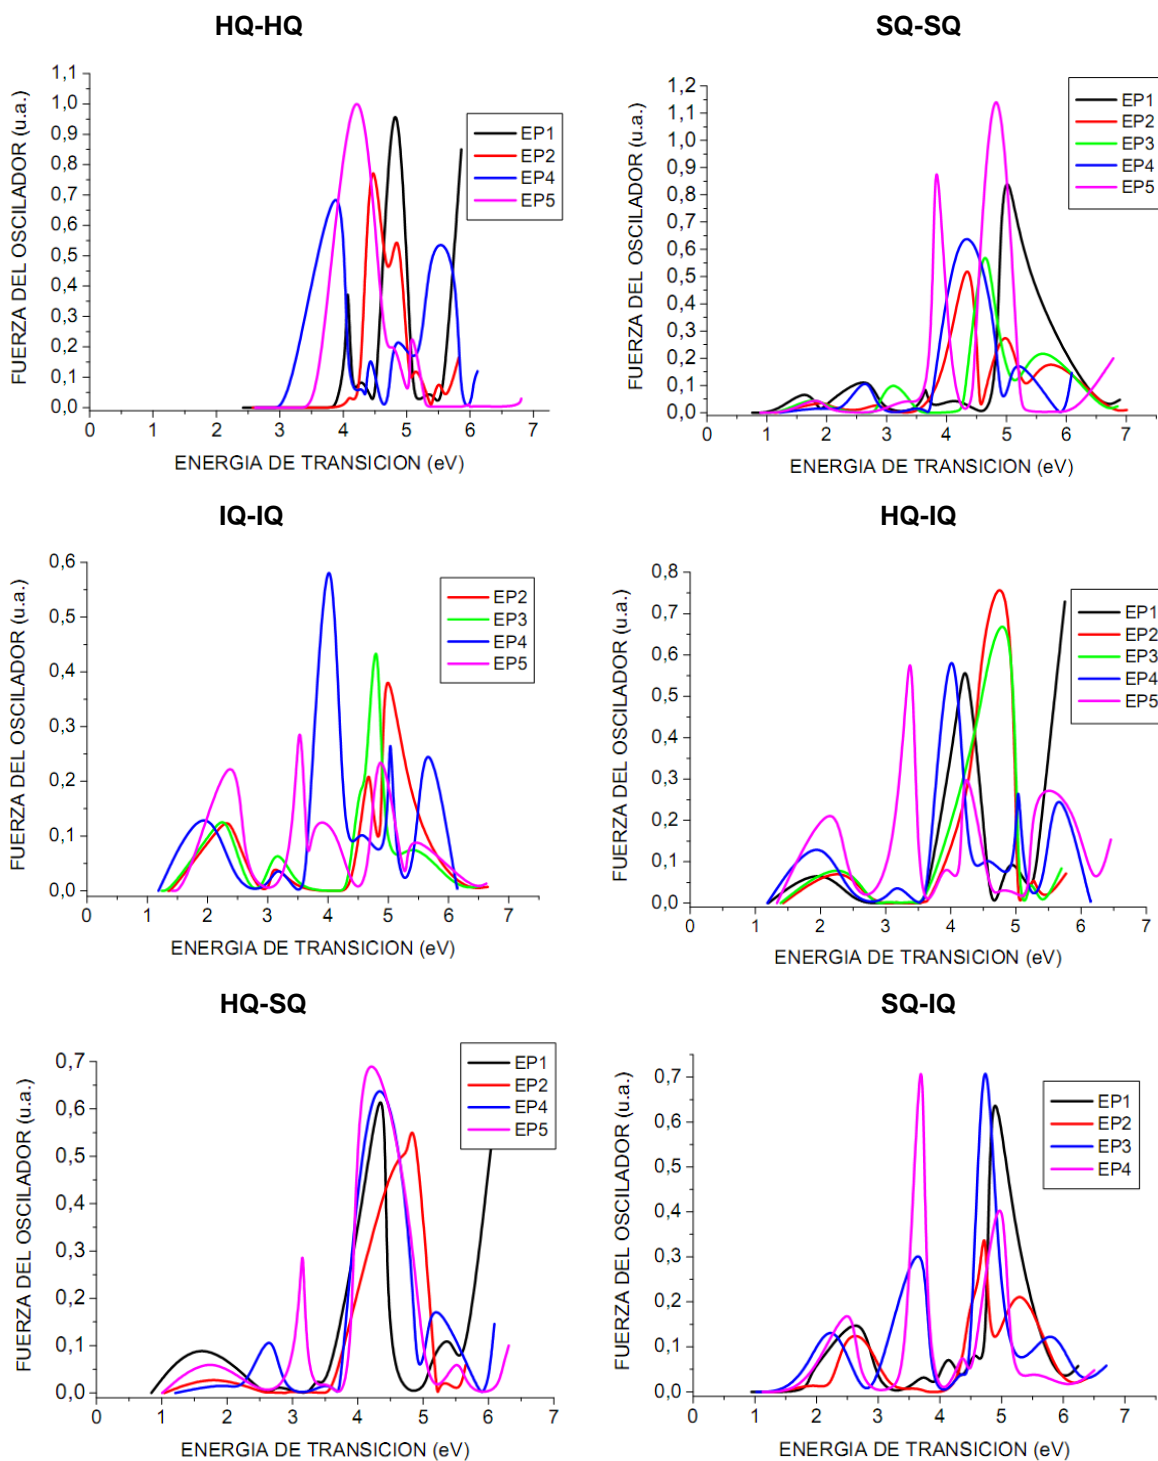 HQ-HQ
1,1
1,0
0,9
0,8
0,7
0,6
0,5
0,4
0,3
0,2
0,1
0,0
FUERZA DEL OSCILADOR (u.a.)
EP1
EP2
EP4
EP5
0 1 2 3 4 5 6 7
ENERGIA DE TRANSICION (eV)
SQ-SQ
1,2
1,1
1,0
0,9
0,8
0,7
0,6
0,5
0,4
0,3
0,2
0,1
0,0
FUERZA DEL OSCILADOR (u.a.)
EP1
EP2
EP3
EP4
EP5
0 1 2 3 4 5 6 7
ENERGIA DE TRANSICION (eV)
IQ-IQ
0,6
0,5
0,4
0,3
0,2
0,1
0,0
FUERZA DEL OSCILADOR (u.a.)
EP2
EP3
EP4
EP5
0 1 2 3 4 5 6 7
ENERGIA DE TRANSICION (eV)
HQ-IQ
0,8
0,7
0,6
0,5
0,4
0,3
0,2
0,1
0,0
FUERZA DEL OSCILADOR (u.a.)
EP1
EP2
EP3
EP4
EP5
0 1 2 3 4 5 6 7
ENERGIA DE TRANSICION (eV)
HQ-SQ
0,7
0,6
0,5
0,4
0,3
0,2
0,1
0,0
FUERZA DEL OSCILADOR (u.a.)
EP1
EP2
EP4
EP5
0 1 2 3 4 5 6 7
ENERGIA DE TRANSICION (eV)
SQ-IQ
0,7
0,6
0,5
0,4
0,3
0,2
0,1
0,0
FUERZA DEL OSCILADOR (u.a.)
EP1
EP2
EP3
EP4
0 1 2 3 4 5 6 7
ENERGIA DE TRANSICION (eV)